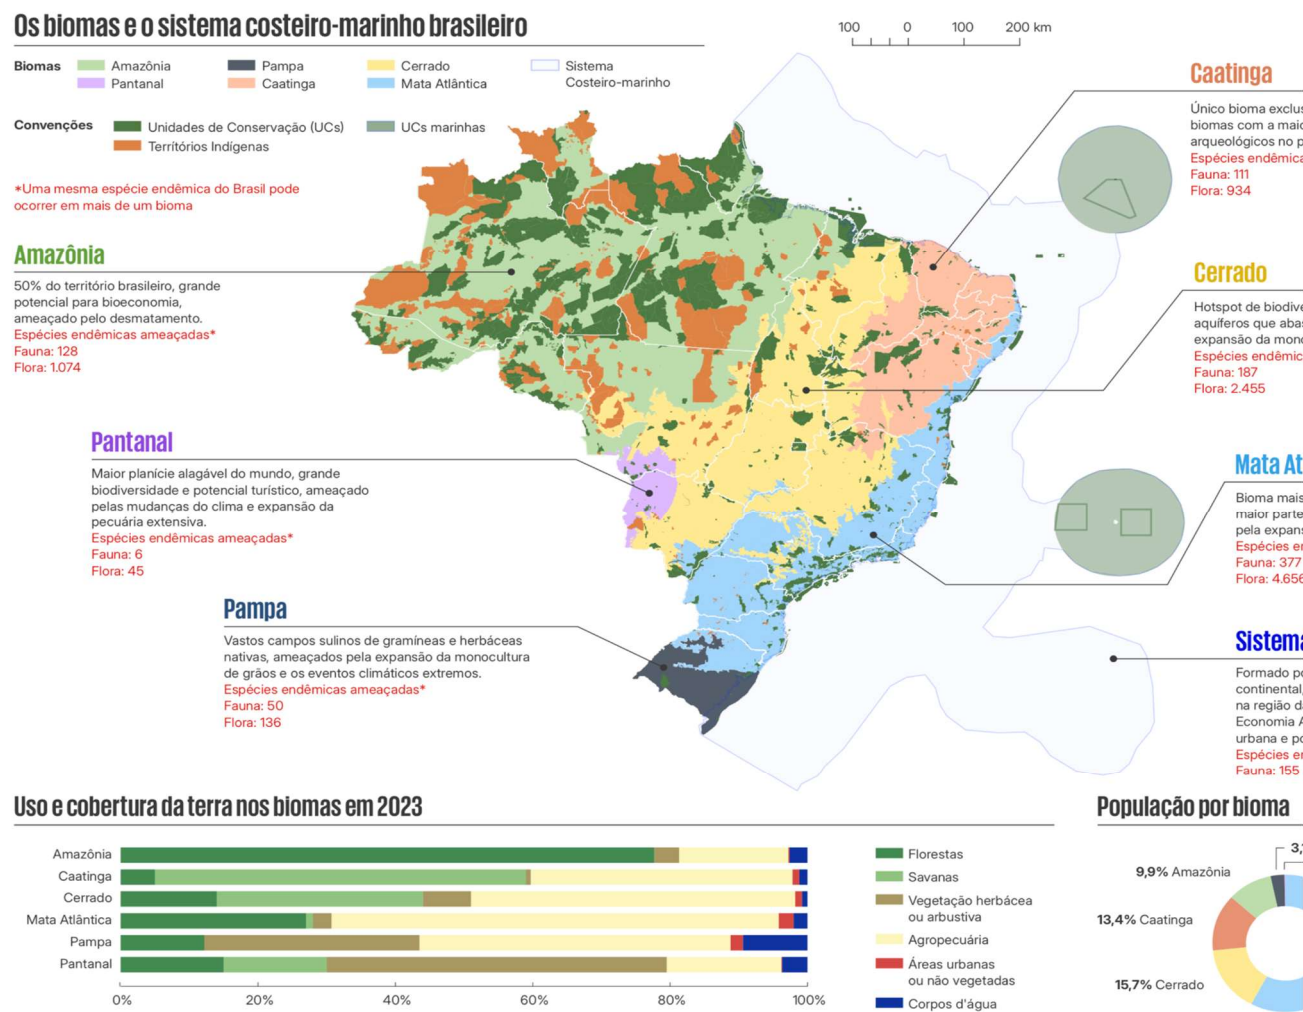 Os biomas e o sistema costeiro-marinho brasileiro
100 0 100 200 km
Biomas
Amazônia
Pampa
Cerrado
Sistema
Costeiro-marinho
Pantanal
Caatinga
Mata Atlântica
Convenções
Unidades de Conservação (UCs)
UCs marinhas
Territórios Indígenas
*Uma mesma espécie endêmica do Brasil pode
ocorrer em mais de um bioma
Amazônia
50% do território brasileiro, grande
potencial para bioeconomia,
ameaçado pelo desmatamento.
Espécies endêmicas ameaçadas*
Fauna: 128
Flora: 1.074
Pantanal
Maior planície alagável do mundo, grande
biodiversidade e potencial turístico, ameaçado
pelas mudanças do clima e expansão da
pecuária extensiva.
Espécies endêmicas ameaçadas*
Fauna: 6
Flora: 45
Pampa
Vastos campos sulinos de gramíneas e herbáceas
nativas, ameaçados pela expansão da monocultura
de grãos e os eventos climáticos extremos.
Espécies endêmicas ameaçadas*
Fauna: 50
Flora: 136
Caatinga
Único bioma exclus
biomas com a maio
arqueológicos no p
Espécies endêmica
Fauna: 111
Flora: 934
Cerrado
Hotspot de biodive
aquíferos que abas
expansão da mono
Espécies endêmic
Fauna: 187
Flora: 2.455
Mata At
Bioma mais
maior parte
pela expans
Espécies en
Fauna: 377
Flora: 4.656
Sistema
Formado po
continental,
na região da
Economia A
urbana e po
Espécies en
Fauna: 155
Uso e cobertura da terra nos biomas em 2023
Amazônia
Caatinga
Cerrado
Mata Atlântica
Pampa
Pantanal
0% 20% 40% 60% 80% 100%
Florestas
Savanas
Vegetação herbácea
ou arbustiva
Agropecuária
Áreas urbanas
ou não vegetadas
Corpos d'água
População por bioma
3,
9,9% Amazônia
13,4% Caatinga
15,7% Cerrado